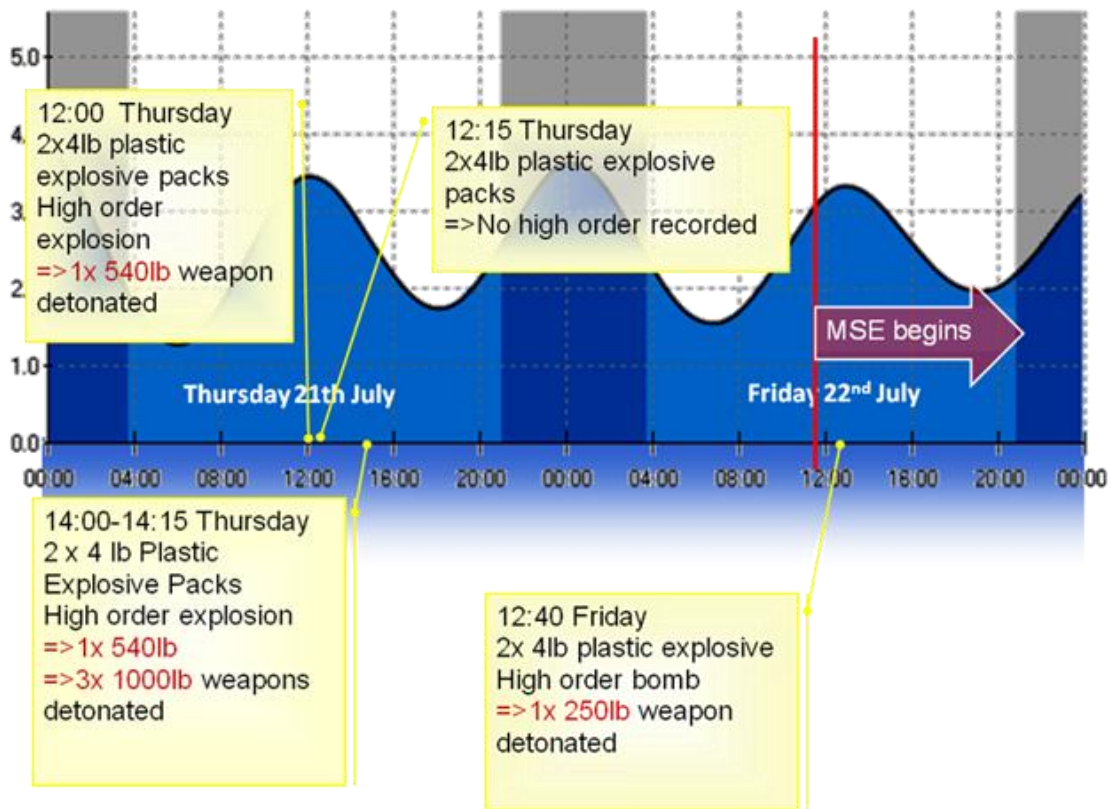 5.0
4.
3.
2
1.0
0.0
12:00  Thursday
2x4lb plastic
explosive packs
High order
explosion
=>1x 540lb weapon
detonated
12:15 Thursday
2x4lb plastic explosive
packs
=>No high order recorded
MSE begins
Thursday 21th July
Friday 22nd July
00:00 04:00 08:00 12:00 16:00 20:00 00:00 04:00 08:00 12:00 16:00 20:00 00:00
14:00-14:15 Thursday
2 x 4 lb Plastic
Explosive Packs
High order explosion
=>1x 540lb
=>3x 1000lb weapons
detonated
12:40 Friday
2x 4lb plastic explosive
High order bomb
=>1x 250lb weapon
detonated